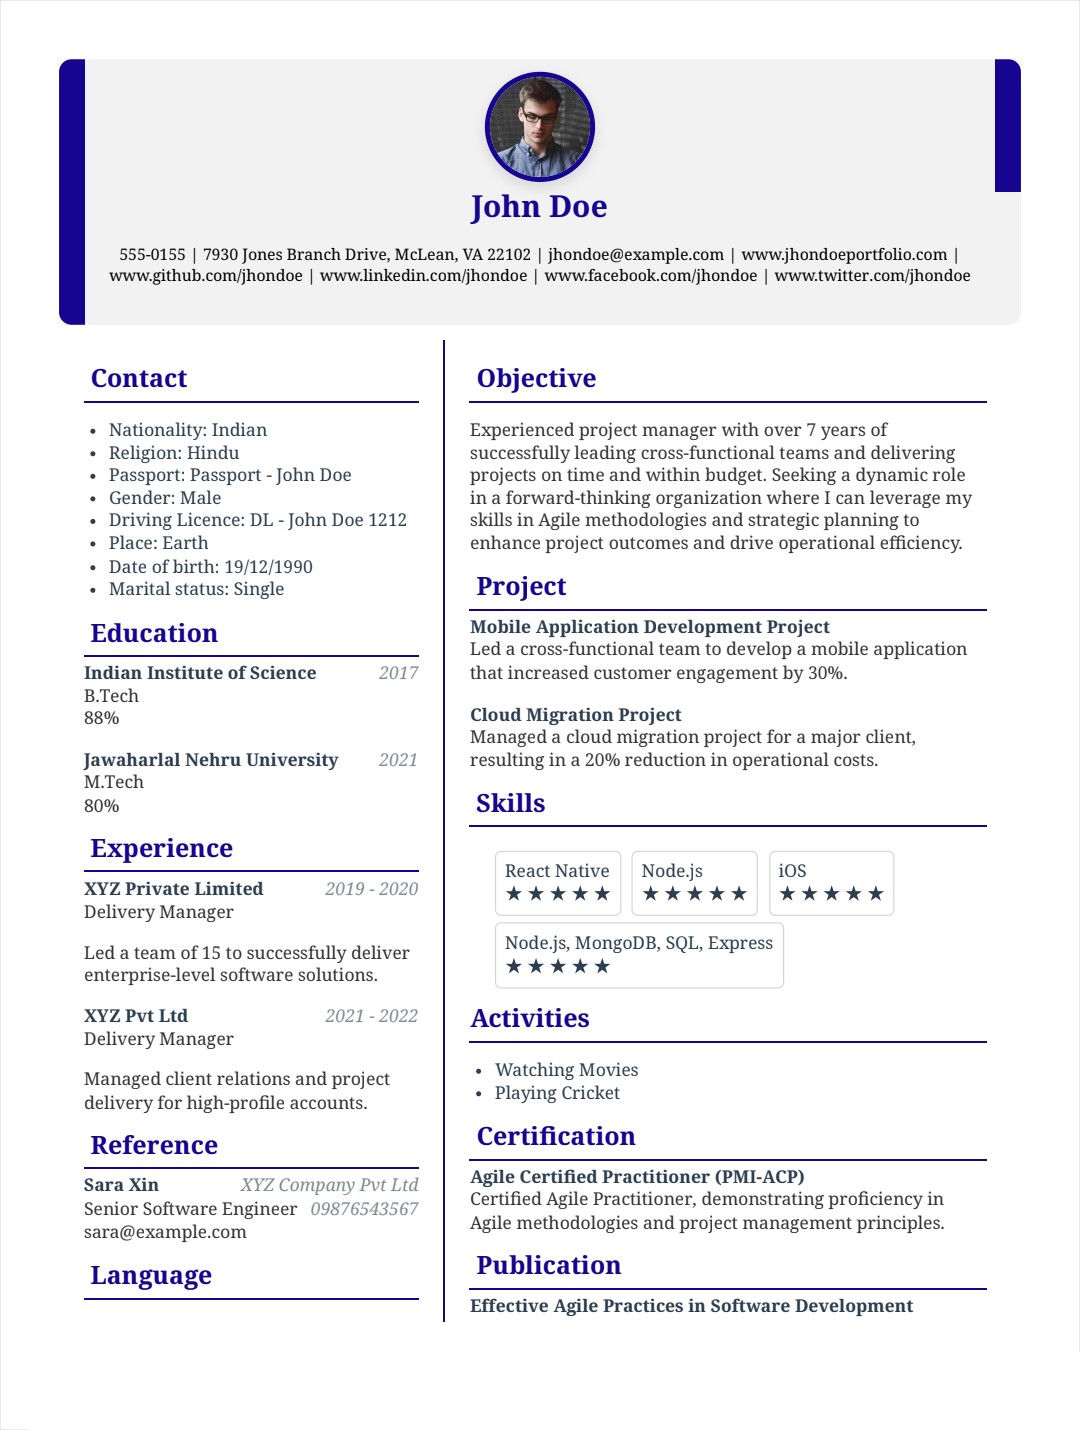 John Doe
555-0155 | 7930 Jones Branch Drive, McLean, VA 22102 | jhondoe@example.com | www.jhondoeportfolio.com |
www.github.com/jhondoe | www.linkedin.com/jhondoe | www.facebook.com/jhondoe | www.twitter.com/jhondoe
Contact
• Nationality: Indian
• Religion: Hindu
• Passport: Passport - John Doe
• Gender: Male
• Driving Licence: DL - John Doe 1212
• Place: Earth
• Date of birth: 19/12/1990
• Marital status: Single
Education
Indian Institute of Science 2017
B.Tech
88%
Jawaharlal Nehru University 2021
M.Tech
80%
Experience
XYZ Private Limited 2019 - 2020
Delivery Manager
Led a team of 15 to successfully deliver
enterprise-level software solutions.
XYZ Pvt Ltd 2021 - 2022
Delivery Manager
Managed client relations and project
delivery for high-profile accounts.
Reference
Sara Xin XYZ Company Pvt Ltd
Senior Software Engineer 09876543567
sara@example.com
Language
Objective
Experienced project manager with over 7 years of
successfully leading cross-functional teams and delivering
projects on time and within budget. Seeking a dynamic role
in a forward-thinking organization where I can leverage my
skills in Agile methodologies and strategic planning to
enhance project outcomes and drive operational efficiency.
Project
Mobile Application Development Project
Led a cross-functional team to develop a mobile application
that increased customer engagement by 30%.
Cloud Migration Project
Managed a cloud migration project for a major client,
resulting in a 20% reduction in operational costs.
Skills
React Native Node.js iOS
★★★★★ ★★★★★ ★★★★★
Node.js, MongoDB, SQL, Express
★★★★★
Activities
• Watching Movies
• Playing Cricket
Certification
Agile Certified Practitioner (PMI-ACP)
Certified Agile Practitioner, demonstrating proficiency in
Agile methodologies and project management principles.
Publication
Effective Agile Practices in Software Development